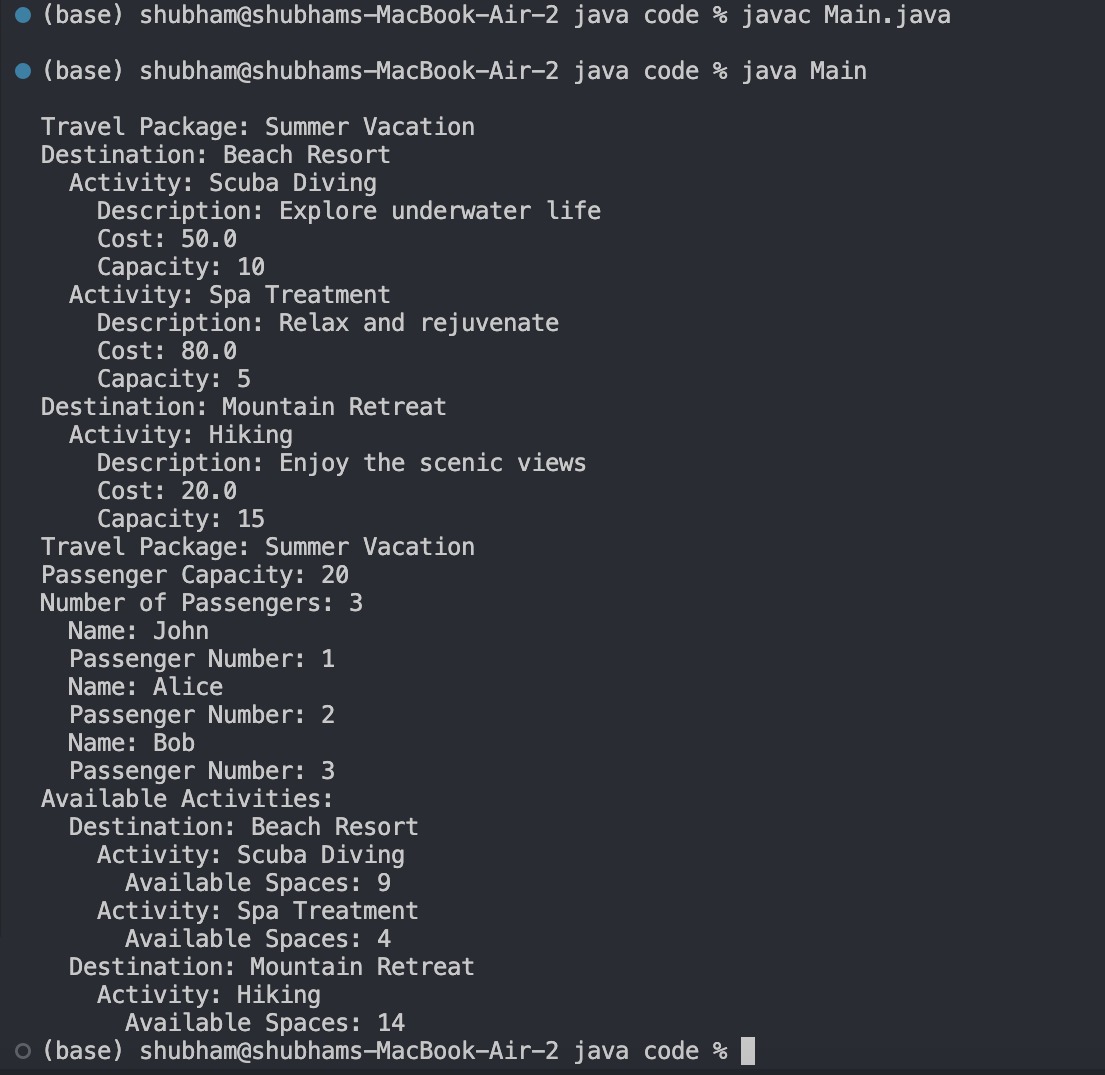 (base) shubham@shubhams-MacBook-Air-2 java code % javac Main.java
(base) shubham@shubhams-MacBook-Air-2 java code % java Main
Travel Package: Summer Vacation
Destination: Beach Resort
  Activity: Scuba Diving
    Description: Explore underwater life
    Cost: 50.0
    Capacity: 10
  Activity: Spa Treatment
    Description: Relax and rejuvenate
    Cost: 80.0
    Capacity: 5
Destination: Mountain Retreat
  Activity: Hiking
    Description: Enjoy the scenic views
    Cost: 20.0
    Capacity: 15
Travel Package: Summer Vacation
Passenger Capacity: 20
Number of Passengers: 3
  Name: John
  Passenger Number: 1
  Name: Alice
  Passenger Number: 2
  Name: Bob
  Passenger Number: 3
Available Activities:
  Destination: Beach Resort
    Activity: Scuba Diving
      Available Spaces: 9
    Activity: Spa Treatment
      Available Spaces: 4
  Destination: Mountain Retreat
    Activity: Hiking
      Available Spaces: 14
(base) shubham@shubhams-MacBook-Air-2 java code %